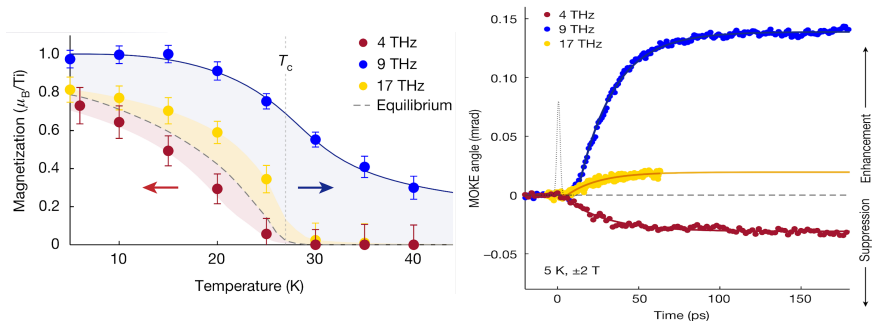 4 THz
9 THz
17 THz
Equilibrium
Tc
Magnetization (μB/Ti)
1.0
0.8
0.6
0.4
0.2
0
10
20
30
40
Temperature (K)
4 THz
9 THz
17 THz
MOKE angle (mrad)
0.15
0.10
0.05
0
−0.05
5 K, ±2 T
0
50
100
150
Time (ps)
Enhancement
Suppression